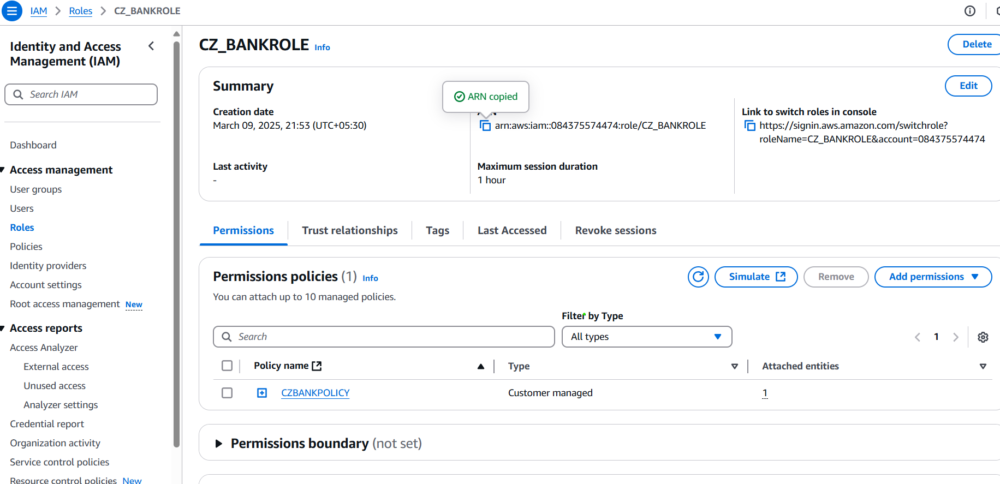 IAM > Roles > CZ_BANKROLE
Identity and Access
Management (IAM)
Search IAM
Dashboard
Access management
User groups
Users
Roles
Policies
Identity providers
Account settings
Root access management New
Access reports
Access Analyzer
External access
Unused access
Analyzer settings
Credential report
Organization activity
Service control policies
Resource control policies New
CZ_BANKROLE Info
Delete
Summary
Edit
ARN copied
Creation date
March 09, 2025, 21:53 (UTC+05:30)
arn:aws:iam::084375574474:role/CZ_BANKROLE
Link to switch roles in console
https://signin.aws.amazon.com/switchrole?
roleName=CZ_BANKROLE&account=084375574474
Last activity
-
Maximum session duration
1 hour
Permissions
Trust relationships
Tags
Last Accessed
Revoke sessions
Permissions policies (1) Info
Simulate
Remove
Add permissions
You can attach up to 10 managed policies.
Filter by Type
Search
All types
1
Policy name
Type
Attached entities
CZBANKPOLICY
Customer managed
1
Permissions boundary (not set)